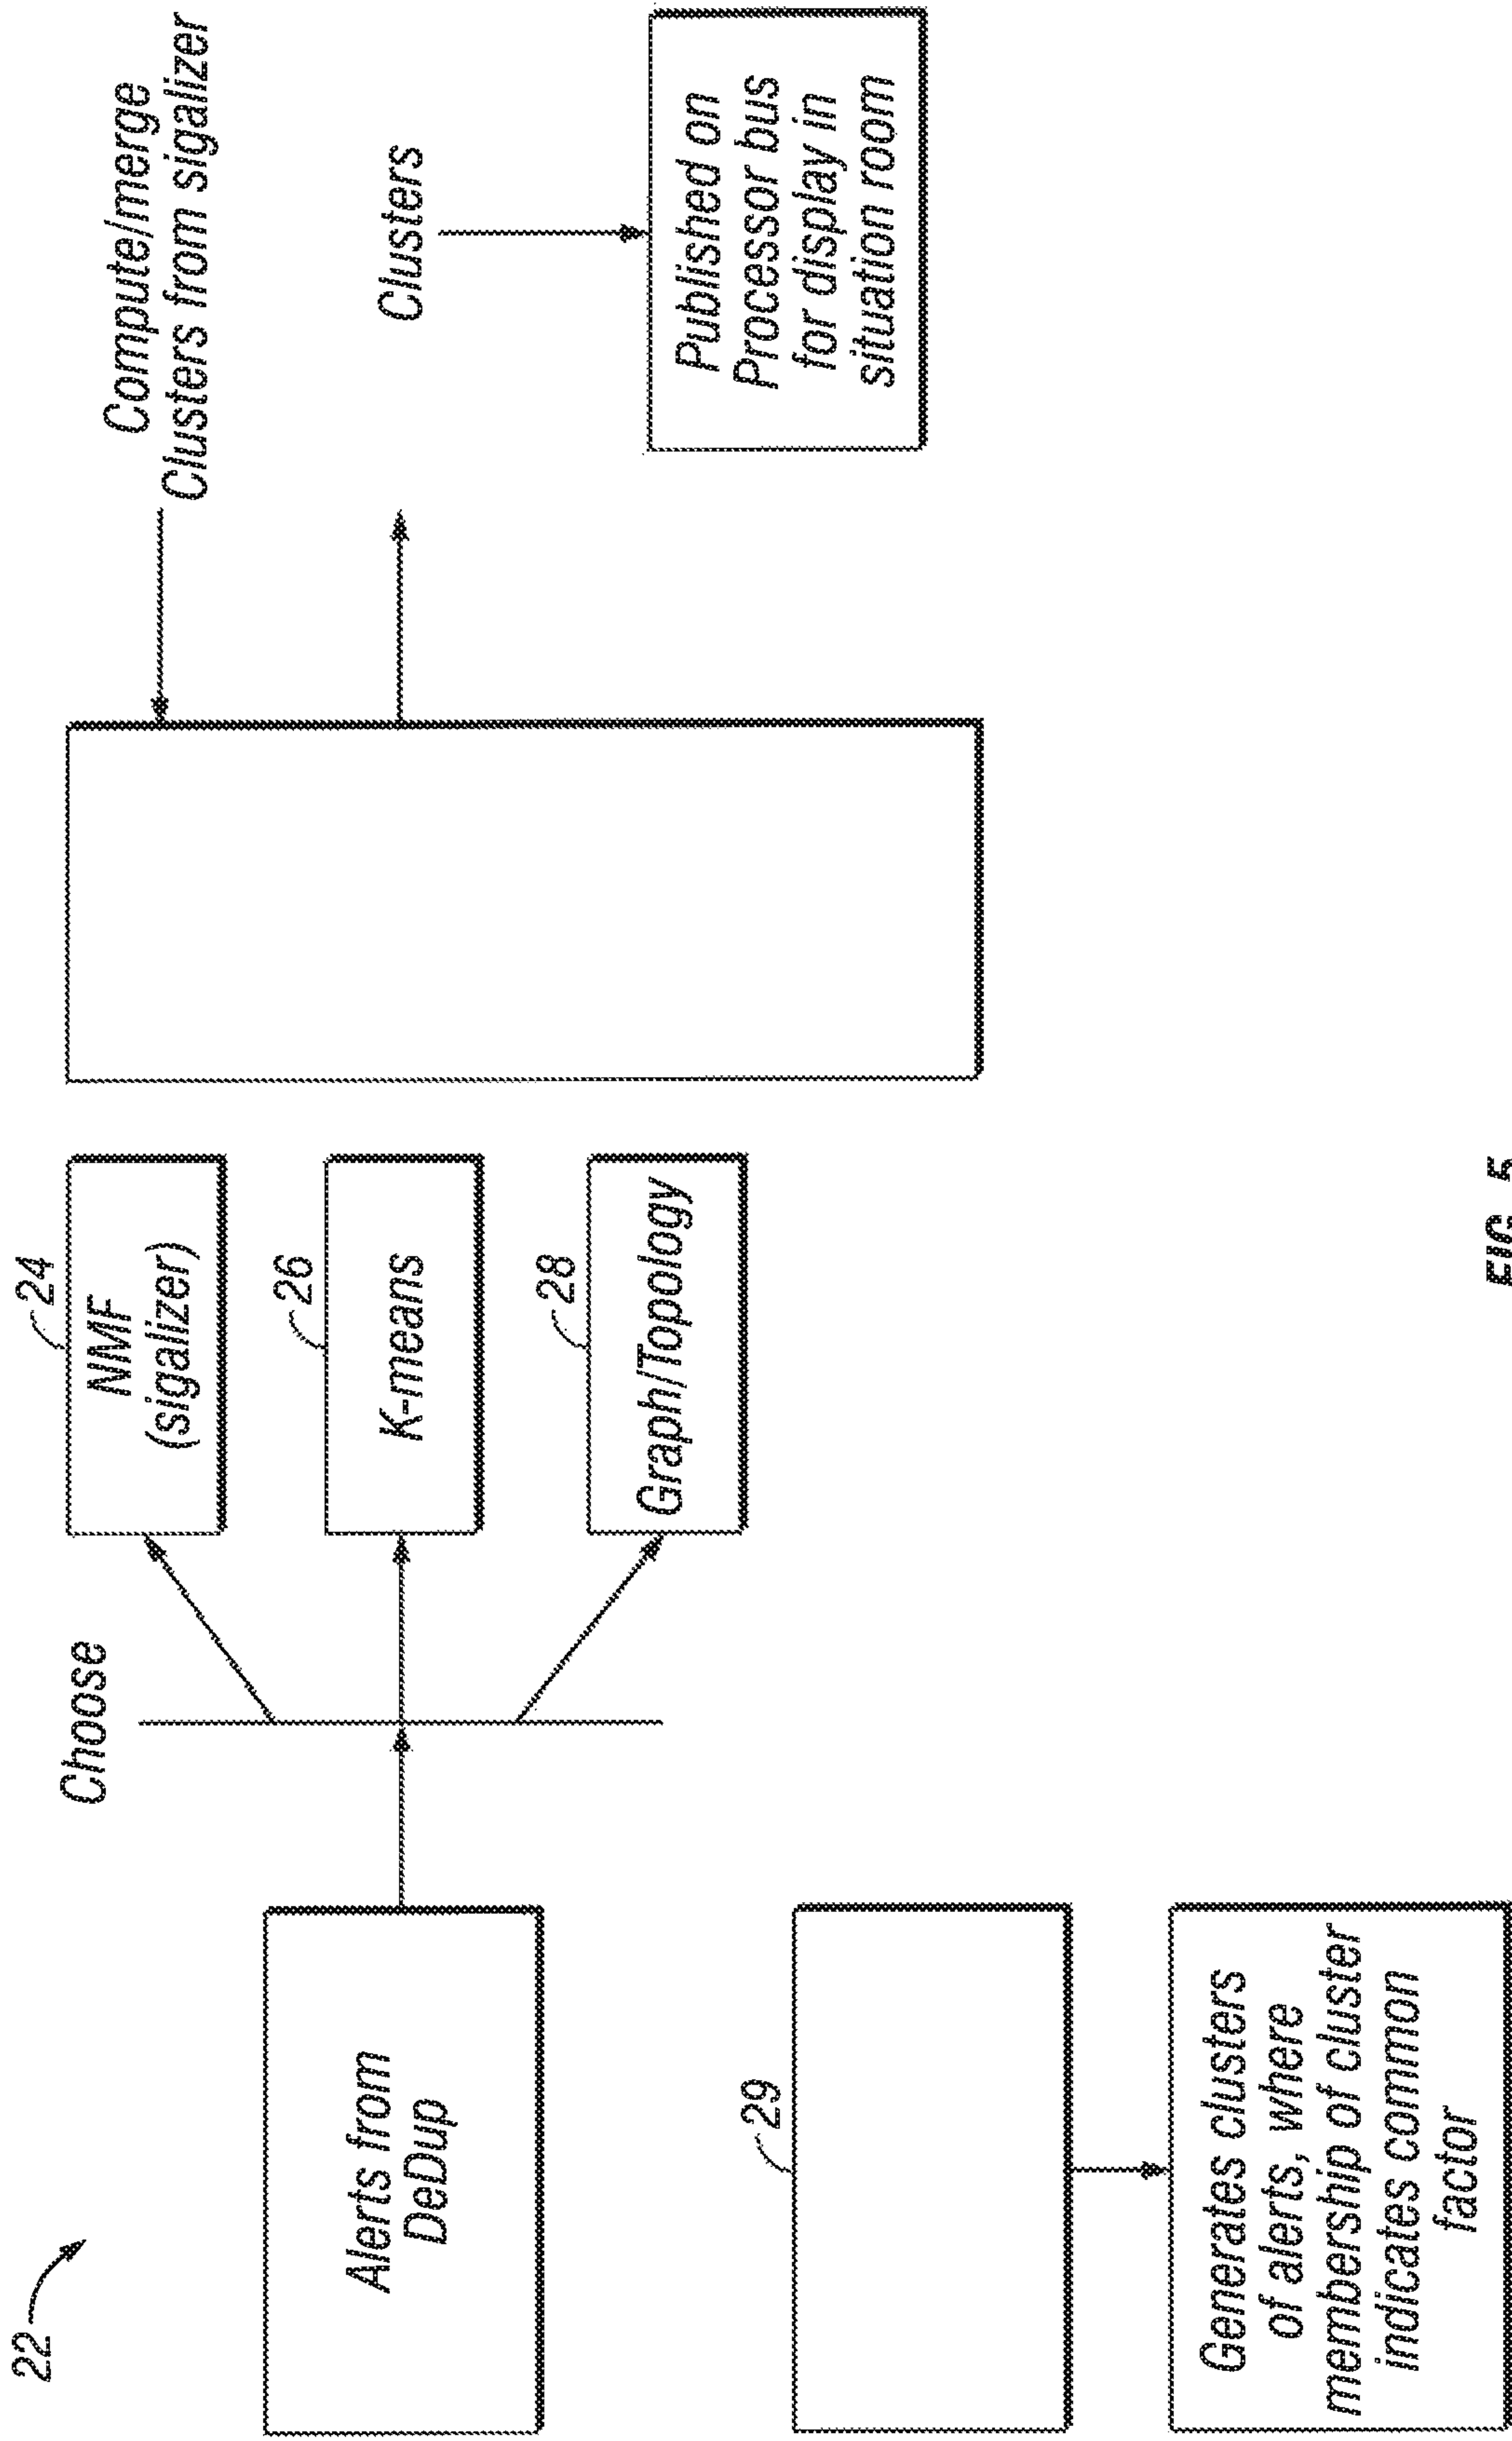 22
Choose
Alerts from
DeDup
24
NMF
(sigalizer)
26
K-means
28
Graph/Topology
Compute/merge
Clusters from sigalizer
Clusters
Published on
Processor bus
for display in
situation room
29
Generates clusters
of alerts, where
membership of cluster
indicates common
factor
FIG. 5